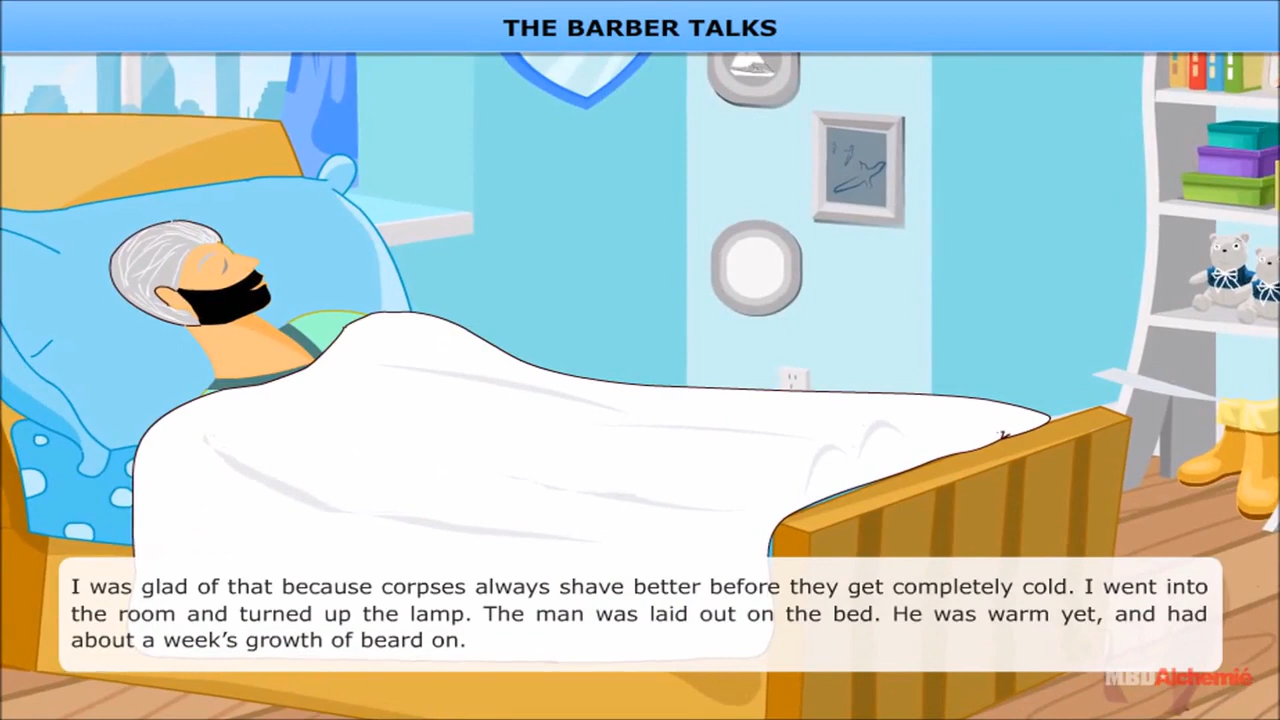 THE BARBER TALKS
I was glad of that because corpses always shave better before they get completely cold. I went into
the room and turned up the lamp. The man was laid out on the bed. He was warm yet, and had
about a week's growth of beard on.
MBDAlchemie